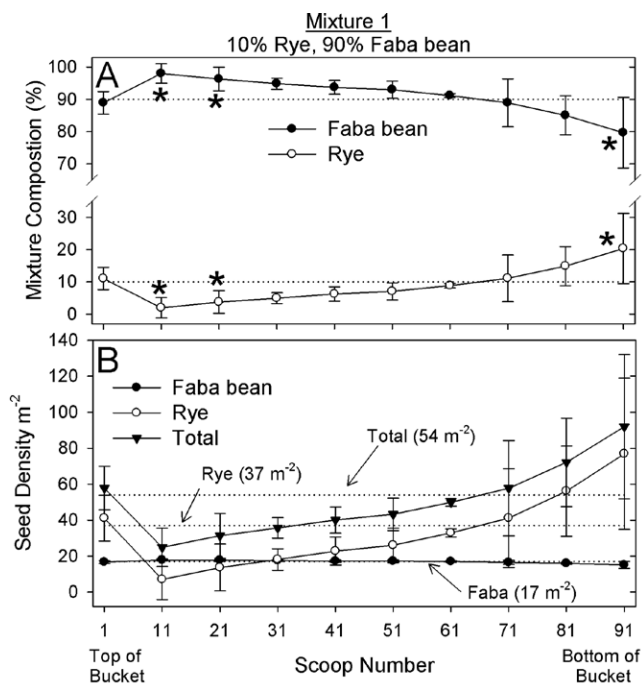 Mixture 1
10% Rye, 90% Faba bean
A
Mixture Compostion (%)
100
90
80
70
30
20
10
0
*
*
*
*
*
*
Faba bean
Rye
B
Seed Density m-2
140
120
100
80
60
40
20
0
Faba bean
Rye
Total
Total (54 m-2)
Rye (37 m-2)
Faba (17 m-2)
1 11 21 31 41 51 61 71 81 91
Top of
Bucket
Scoop Number
Bottom of
Bucket